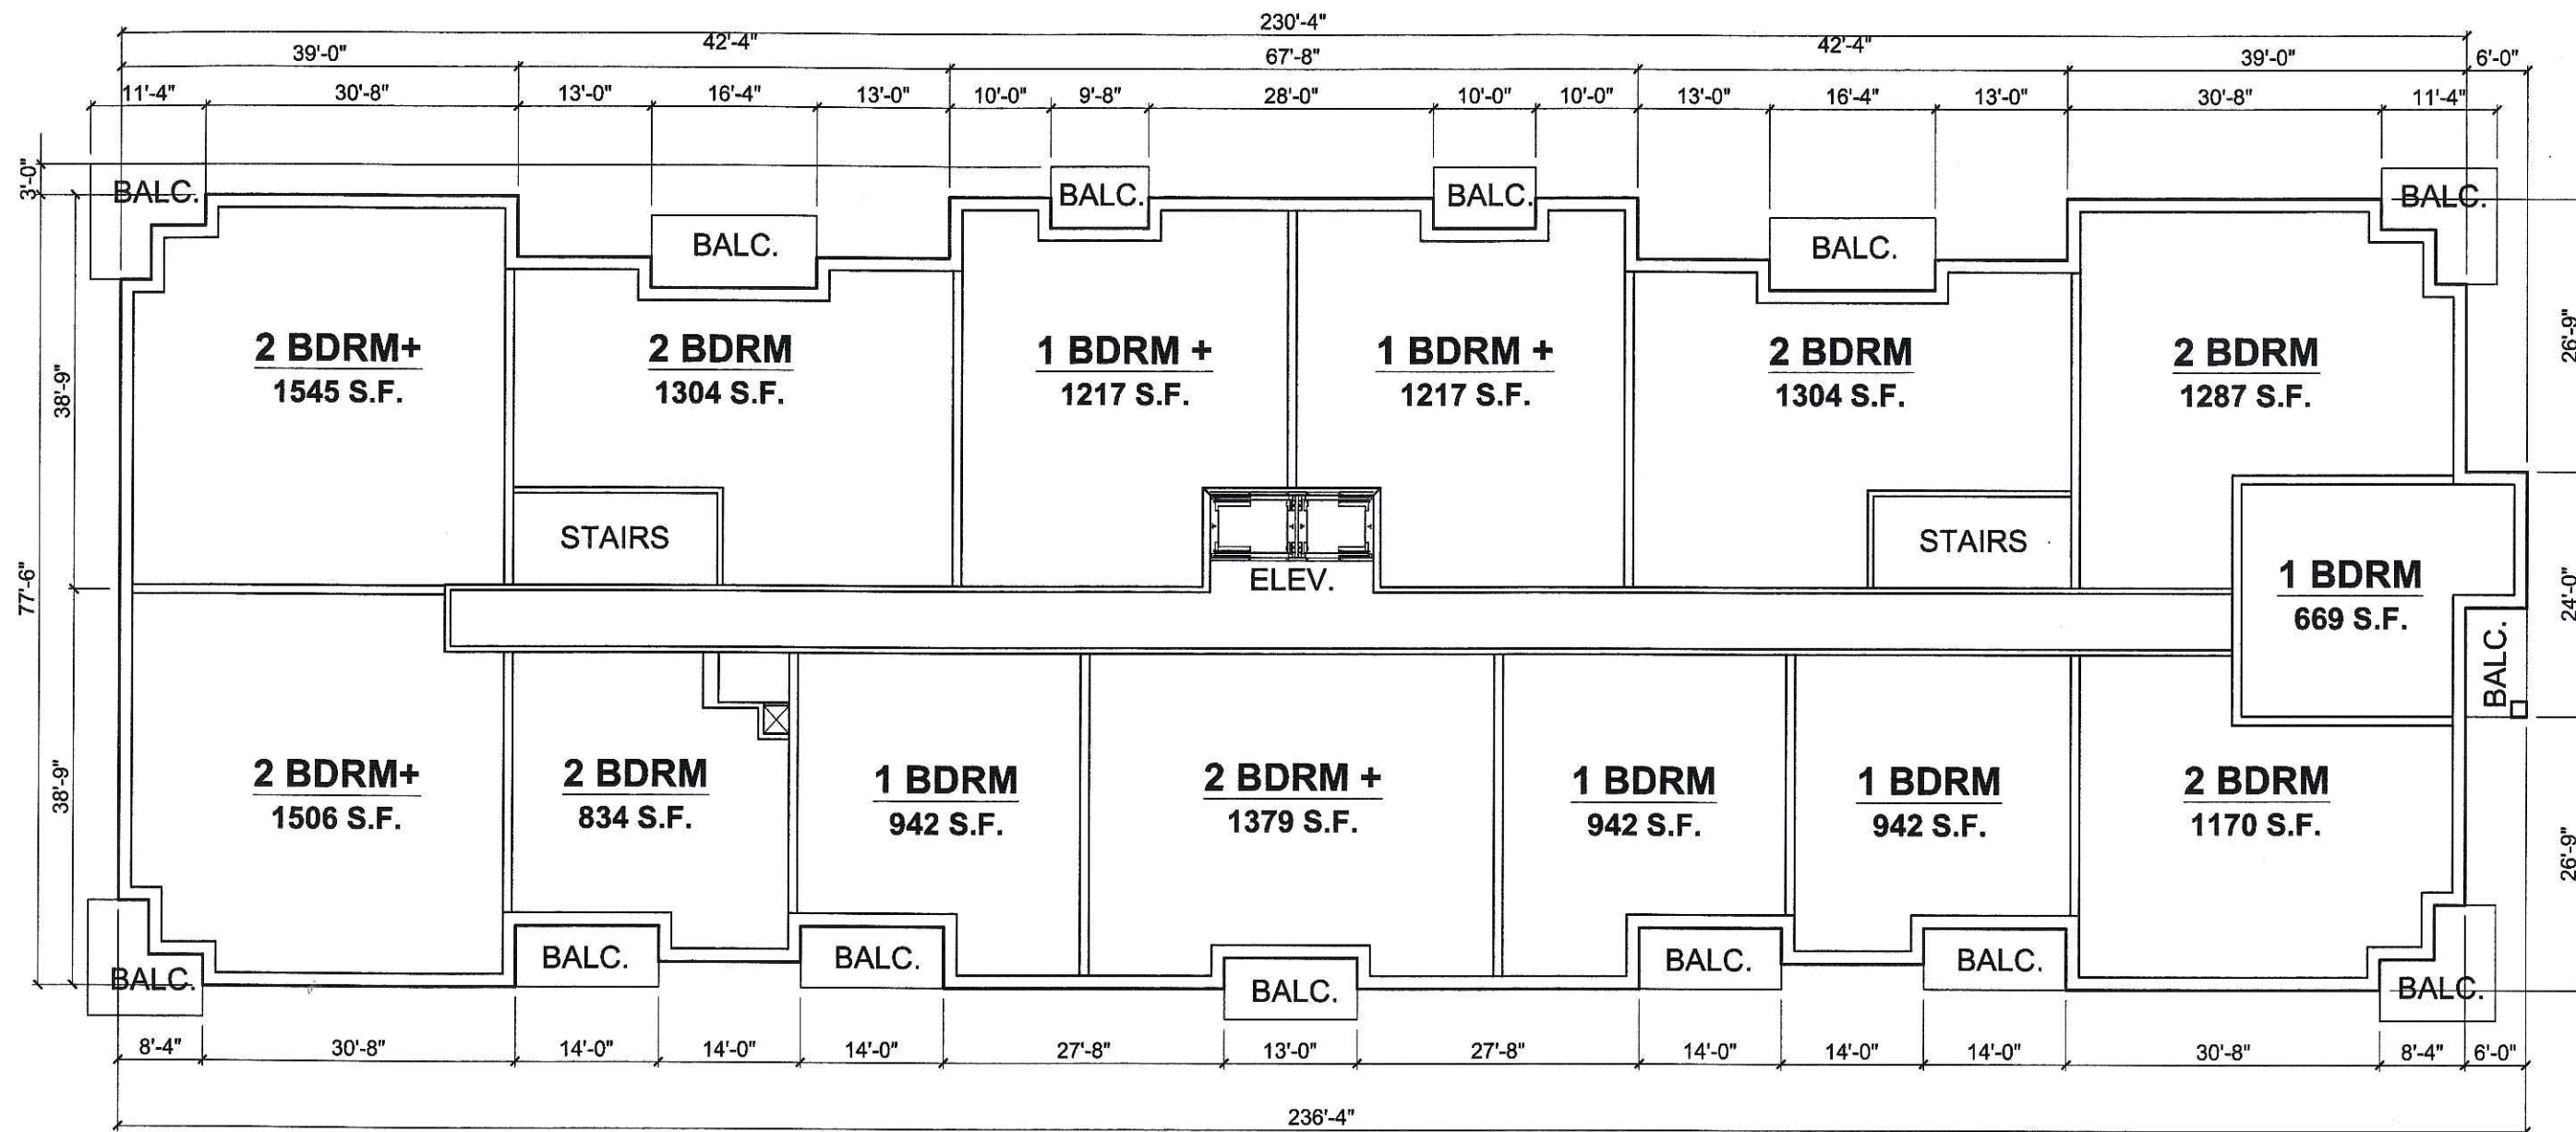 230'-4"
39'-0"
42'-4"
67'-8"
42'-4"
39'-0"
6'-0"
11'-4"
30'-8"
13'-0"
16'-4"
13'-0"
10'-0"
9'-8"
28'-0"
10'-0"
10'-0"
13'-0"
16'-4"
13'-0"
30'-8"
11'-4"
3'-0"
38'-9"
77'-6"
38'-9"
BALC.
BALC.
BALC.
BALC.
BALC.
BALC.
2 BDRM+
1545 S.F.
2 BDRM
1304 S.F.
1 BDRM +
1217 S.F.
1 BDRM +
1217 S.F.
2 BDRM
1304 S.F.
2 BDRM
1287 S.F.
26'-9"
STAIRS
ELEV.
STAIRS
1 BDRM
669 S.F.
24'-0"
BALC.
2 BDRM+
1506 S.F.
2 BDRM
834 S.F.
1 BDRM
942 S.F.
2 BDRM +
1379 S.F.
1 BDRM
942 S.F.
1 BDRM
942 S.F.
2 BDRM
1170 S.F.
26'-9"
BALC.
BALC.
BALC.
BALC.
BALC.
BALC.
BALC.
8'-4"
30'-8"
14'-0"
14'-0"
14'-0"
27'-8"
13'-0"
27'-8"
14'-0"
14'-0"
14'-0"
30'-8"
8'-4"
6'-0"
236'-4"